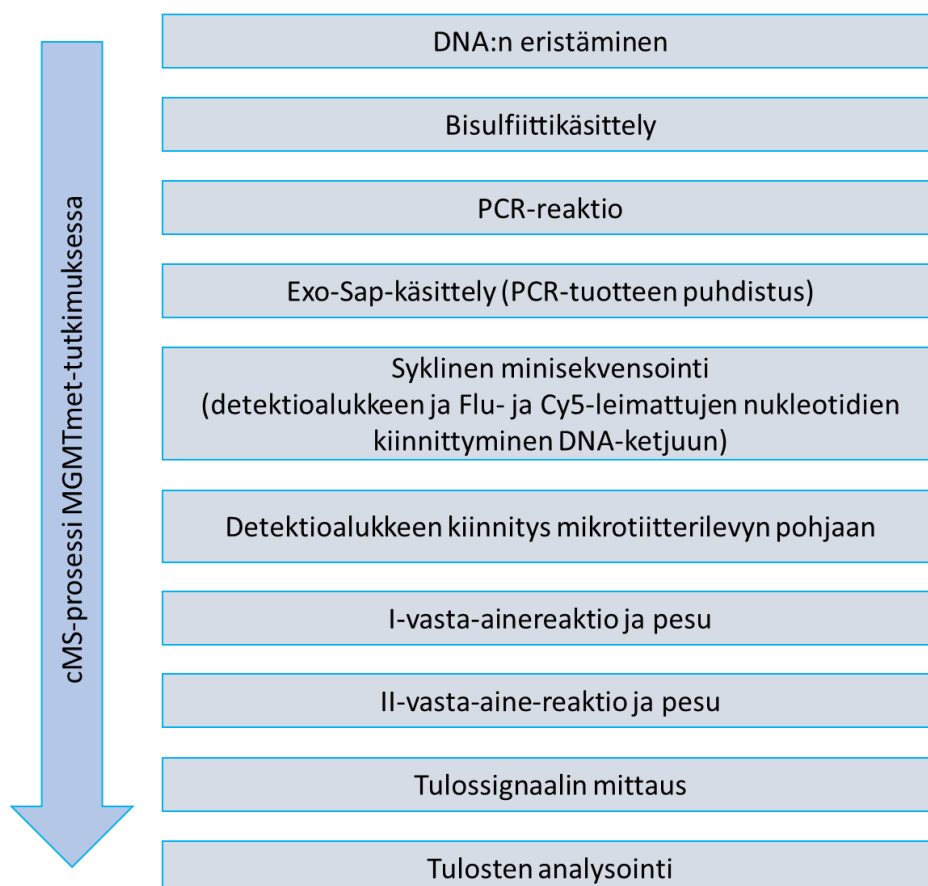 cMS-prosessi MGMTmet-tutkimuksessa
DNA:n eristäminen
Bisulfiittikäsittely
PCR-reaktio
Exo-Sap-käsittely (PCR-tuotteen puhdistus)
Syklinen minisekvensointi
(detektioalukkeen ja Flu- ja Cy5-leimattujen nukleotidien
kiinnittyminen DNA-ketjuun)
Detektioalukkeen kiinnitys mikrotiitterilevyn pohjaan
I-vasta-ainereaktio ja pesu
II-vasta-aine-reaktio ja pesu
Tulossignaalin mittaus
Tulosten analysointi